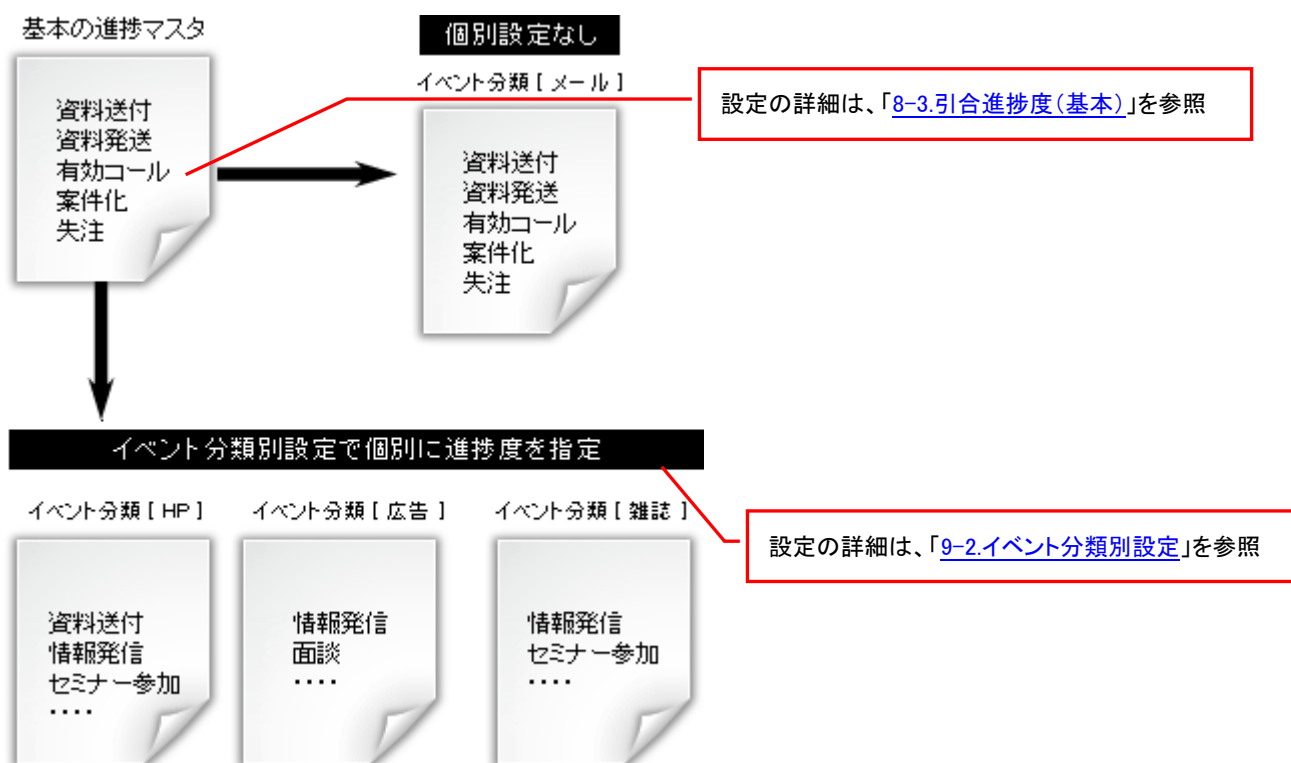 基本の進捗マスタ
資料送付
資料発送
有効コール
案件化
失注
個別設定なし
イベント分類 [ メール ]
資料送付
資料発送
有効コール
案件化
失注
設定の詳細は、「8-3.引合進捗度(基本)」を参照
イベント分類別設定で個別に進捗度を指定
イベント分類 [ HP ]
資料送付
情報発信
セミナー参加
・・・・
イベント分類 [ 広告 ]
情報発信
面談
・・・・
イベント分類 [ 雑誌 ]
情報発信
セミナー参加
・・・・
設定の詳細は、「9-2.イベント分類別設定」を参照